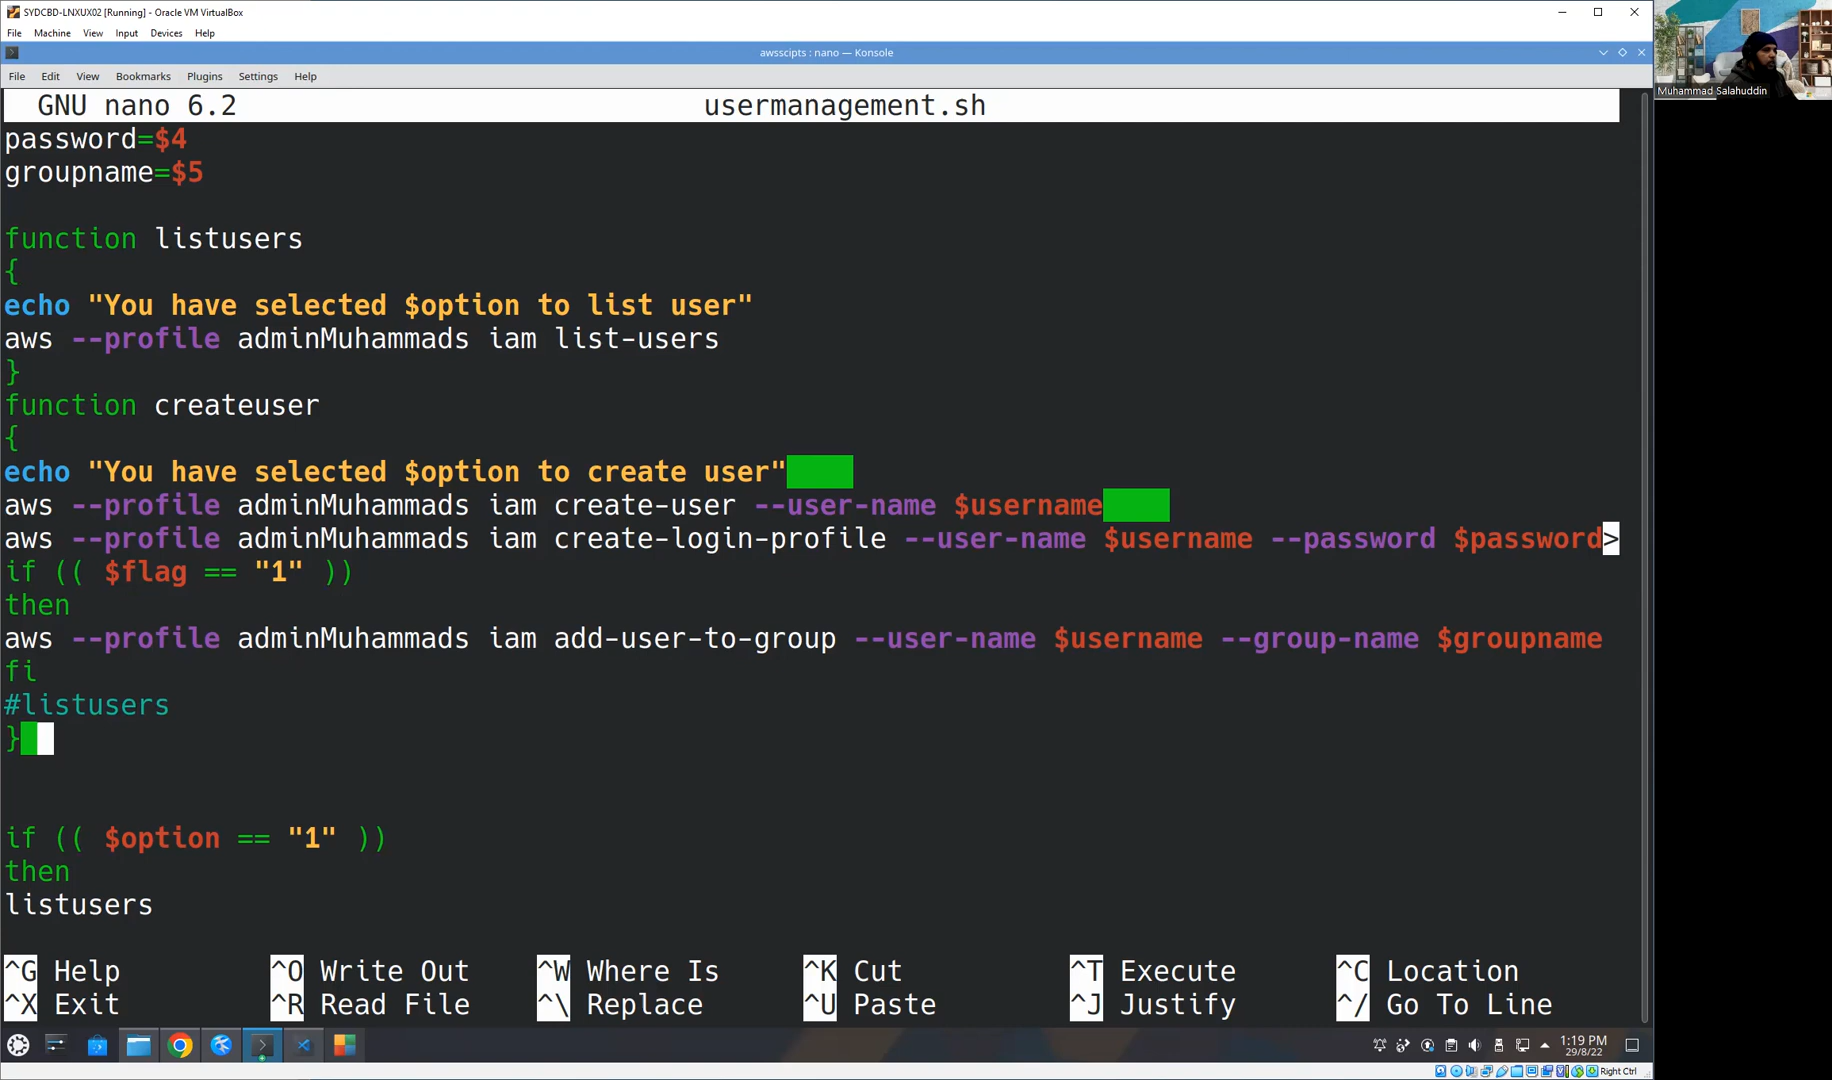 SYDCBD-LNXUX02 [Running] - Oracle VM VirtualBox
File Machine View Input Devices Help
awsscipts : nano — Konsole
File Edit View Bookmarks Plugins Settings Help
GNU nano 6.2 usermanagement.sh
password=$4
groupname=$5
function listusers
{
echo "You have selected $option to list user"
aws --profile adminMuhammads iam list-users
}
function createuser
{
echo "You have selected $option to create user"
aws --profile adminMuhammads iam create-user --user-name $username
aws --profile adminMuhammads iam create-login-profile --user-name $username --password $password>
if (( $flag == "1" ))
then
aws --profile adminMuhammads iam add-user-to-group --user-name $username --group-name $groupname
fi
#listusers
}
if (( $option == "1" ))
then
listusers
^G Help ^O Write Out ^W Where Is ^K Cut ^T Execute ^C Location
^X Exit ^R Read File ^\ Replace ^U Paste ^J Justify ^/ Go To Line
1:19 PM
29/8/22
Right Ctrl
Muhammad Salahuddin